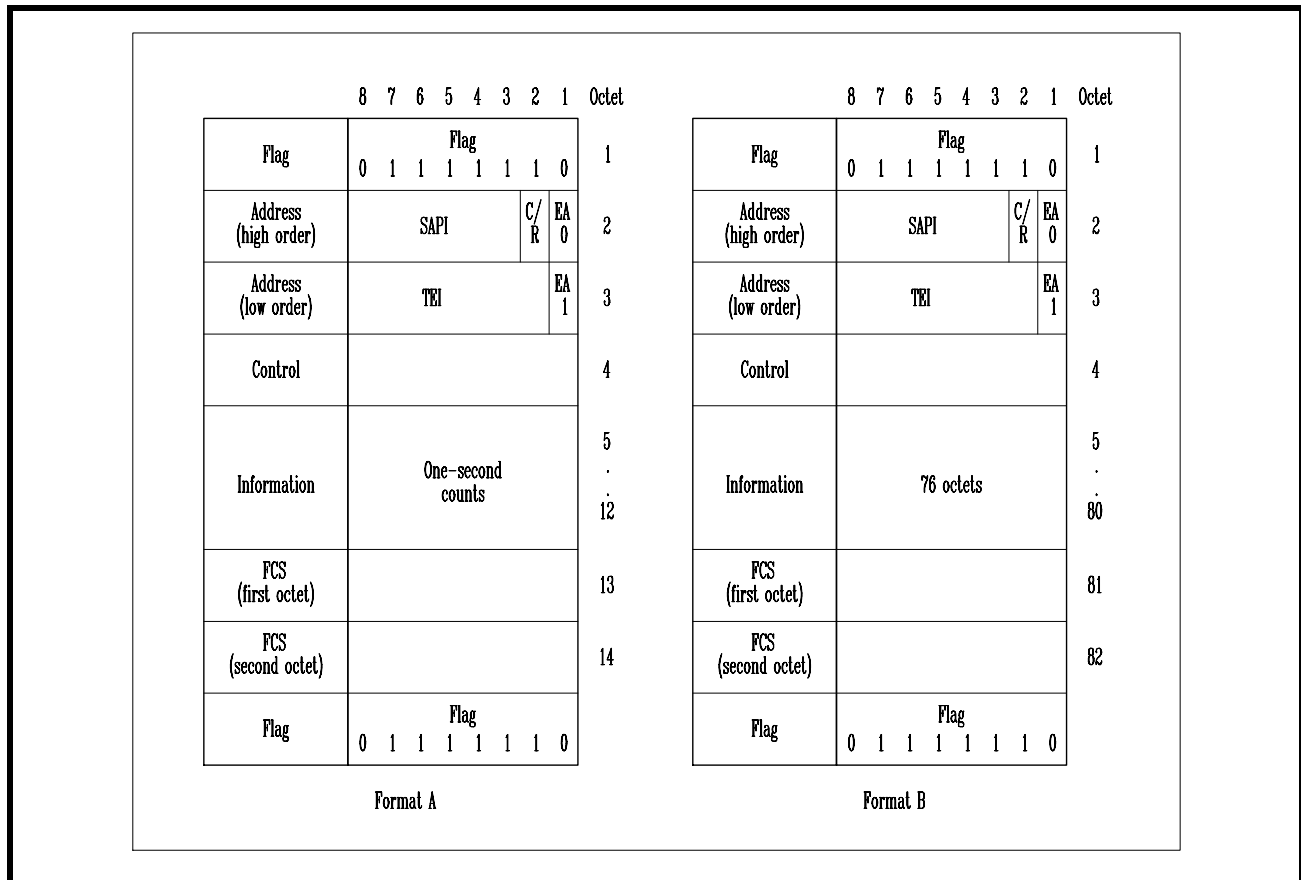 8 7 6 5 4 3 2 1 Octet
Flag
Flag
0 1 1 1 1 1 1 0
1
Address
(high order)
SAPI
C/
R
EA
0
2
Address
(low order)
TEI
EA
1
3
Control
4
Information
One-second
counts
5
.
.
12
FCS
(first octet)
13
FCS
(second octet)
14
Flag
Flag
0 1 1 1 1 1 1 0
Format A
8 7 6 5 4 3 2 1 Octet
Flag
Flag
0 1 1 1 1 1 1 0
1
Address
(high order)
SAPI
C/
R
EA
0
2
Address
(low order)
TEI
EA
1
3
Control
4
Information
76 octets
5
.
.
80
FCS
(first octet)
81
FCS
(second octet)
82
Flag
Flag
0 1 1 1 1 1 1 0
Format B